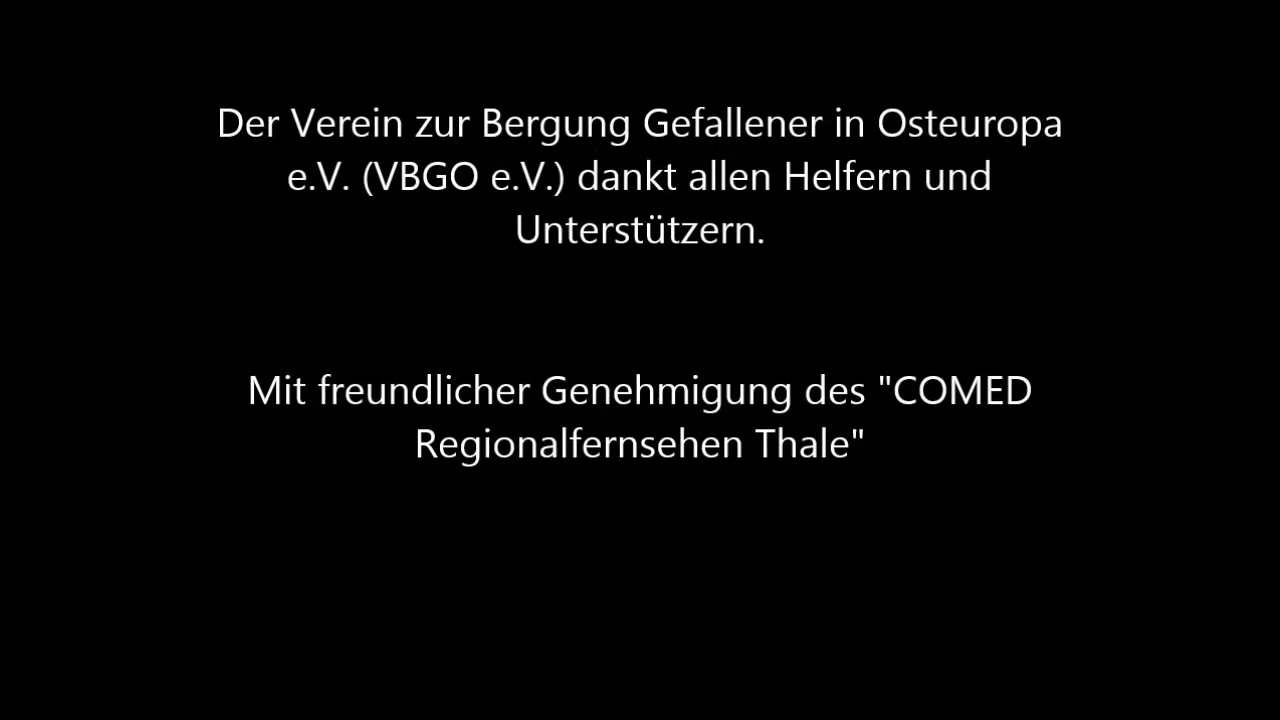 Der Verein zur Bergung Gefallener in Osteuropa
e.V. (VBGO e.V.) dankt allen Helfern und
Unterstützern.
Mit freundlicher Genehmigung des "COMED
Regionalfernsehen Thale"